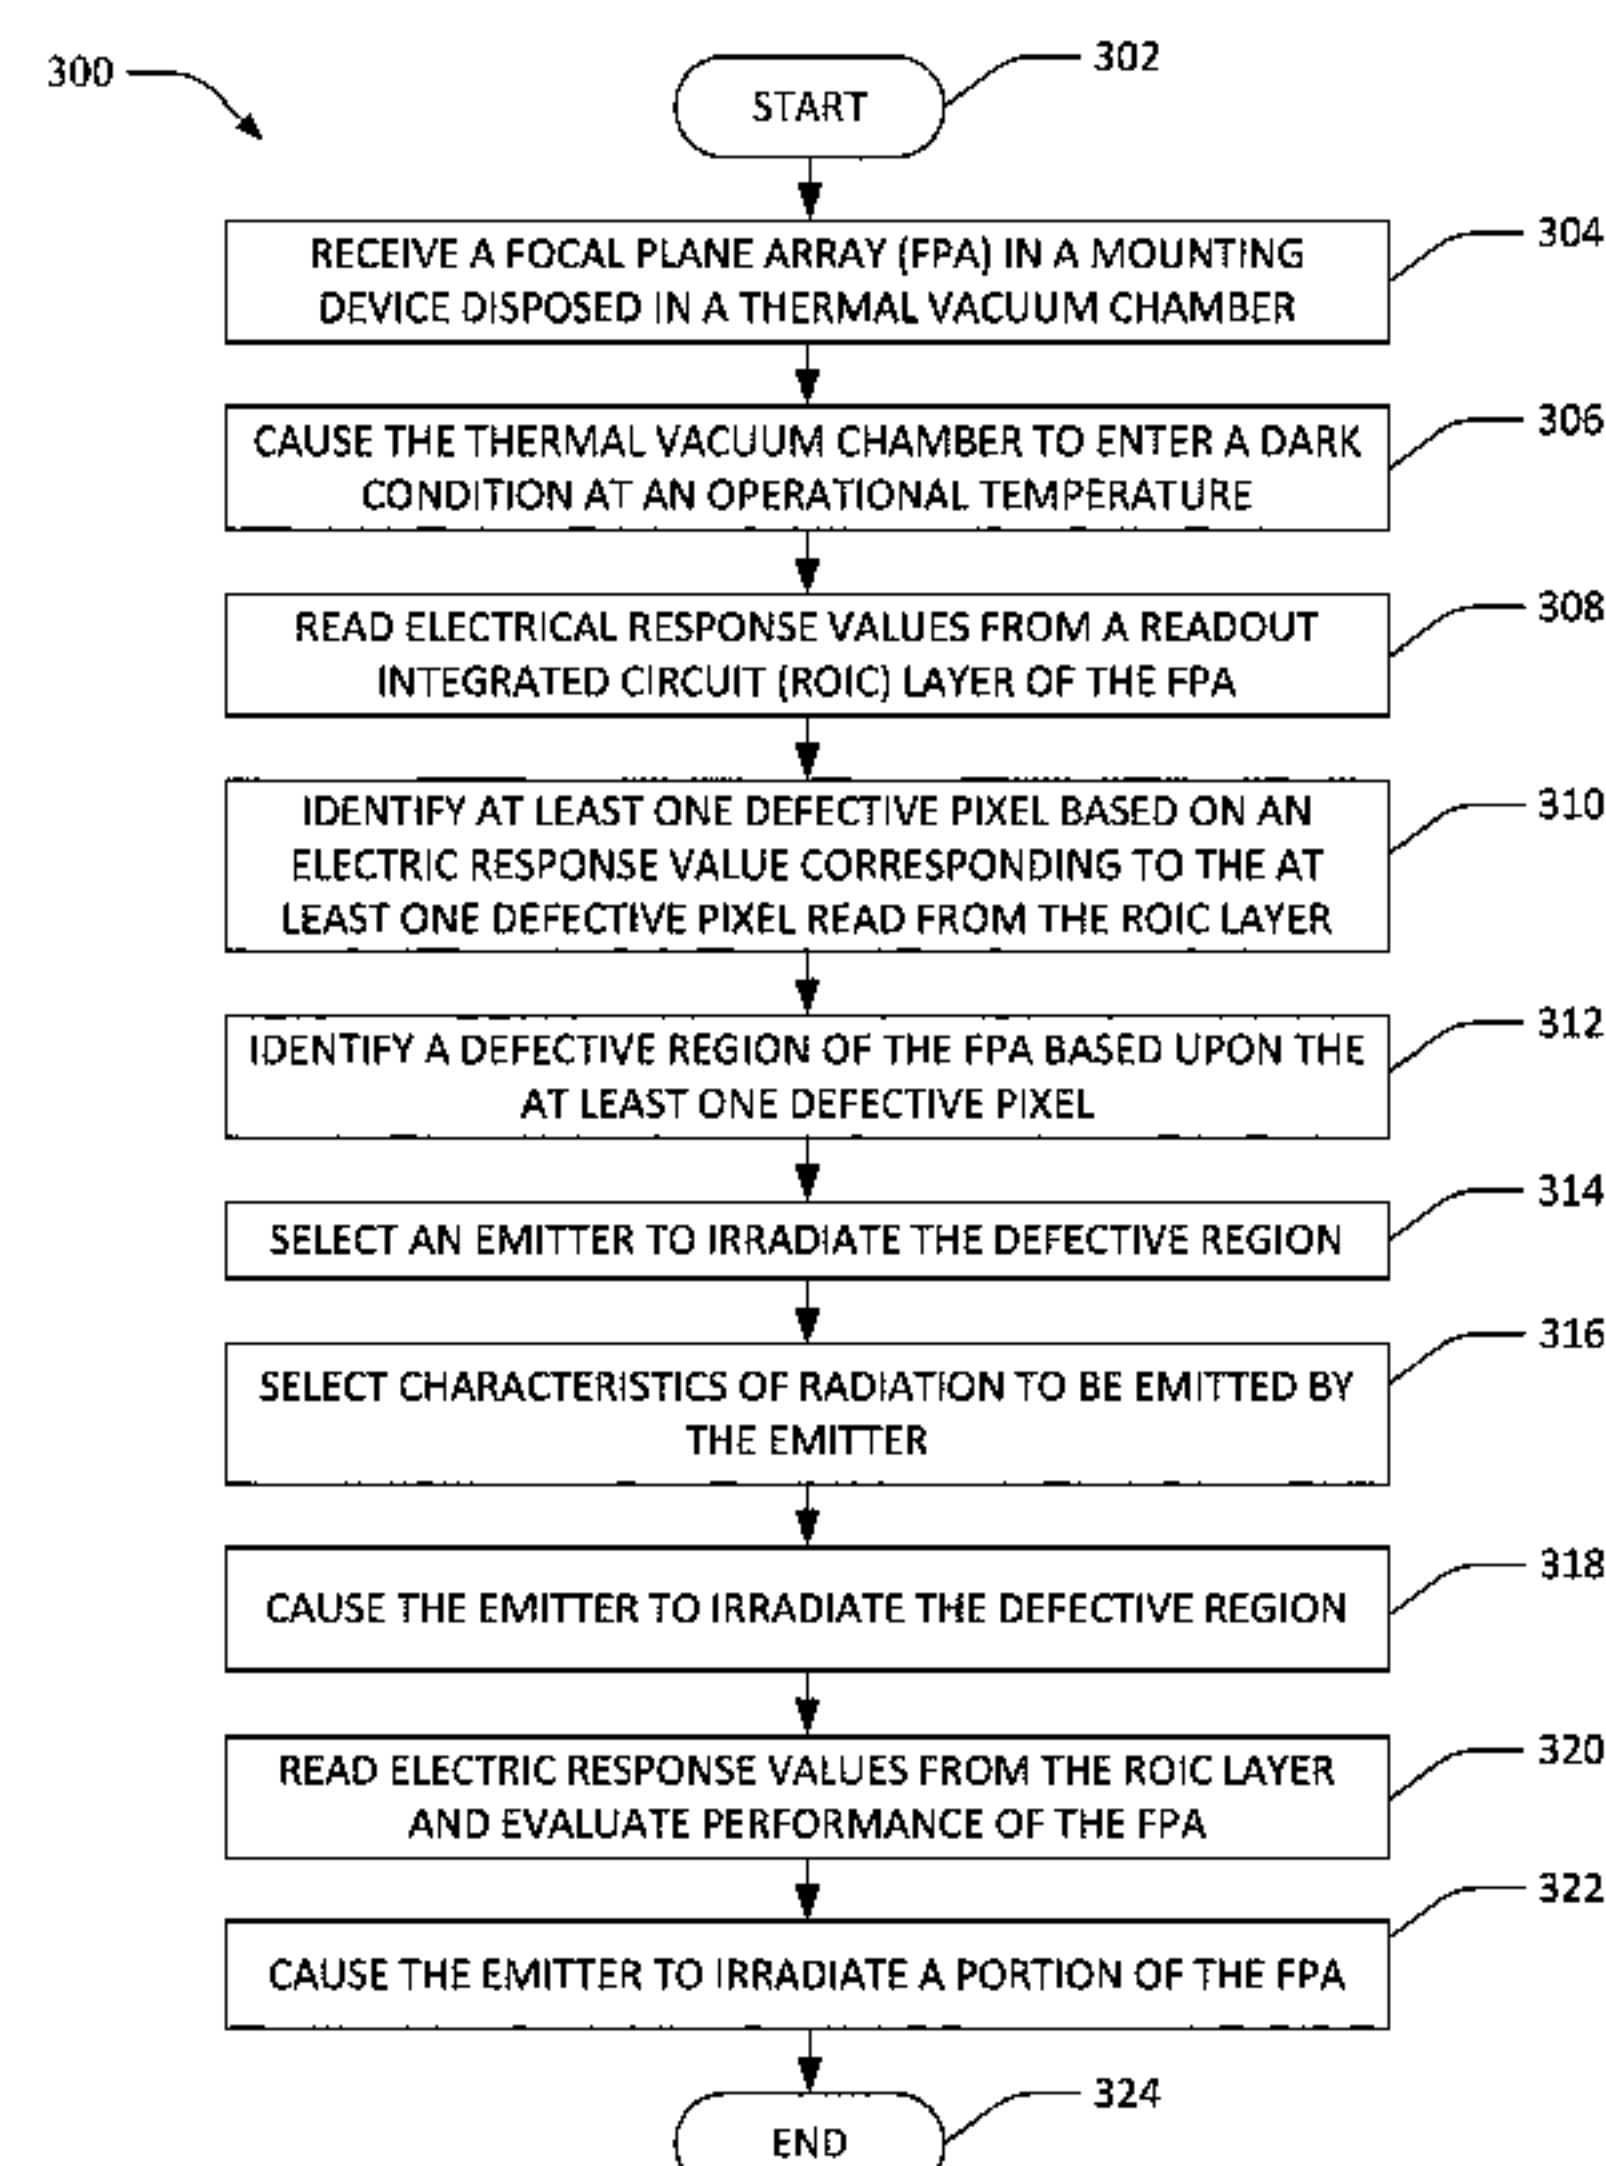 300
302
START
304
RECEIVE A FOCAL PLANE ARRAY (FPA) IN A MOUNTING
DEVICE DISPOSED IN A THERMAL VACUUM CHAMBER
306
CAUSE THE THERMAL VACUUM CHAMBER TO ENTER A DARK
CONDITION AT AN OPERATIONAL TEMPERATURE
308
READ ELECTRICAL RESPONSE VALUES FROM A READOUT
INTEGRATED CIRCUIT (ROIC) LAYER OF THE FPA
310
IDENTIFY AT LEAST ONE DEFECTIVE PIXEL BASED ON AN
ELECTRIC RESPONSE VALUE CORRESPONDING TO THE AT
LEAST ONE DEFECTIVE PIXEL READ FROM THE ROIC LAYER
312
IDENTIFY A DEFECTIVE REGION OF THE FPA BASED UPON THE
AT LEAST ONE DEFECTIVE PIXEL
314
SELECT AN EMITTER TO IRRADIATE THE DEFECTIVE REGION
316
SELECT CHARACTERISTICS OF RADIATION TO BE EMITTED BY
THE EMITTER
318
CAUSE THE EMITTER TO IRRADIATE THE DEFECTIVE REGION
320
READ ELECTRIC RESPONSE VALUES FROM THE ROIC LAYER
AND EVALUATE PERFORMANCE OF THE FPA
322
CAUSE THE EMITTER TO IRRADIATE A PORTION OF THE FPA
324
END